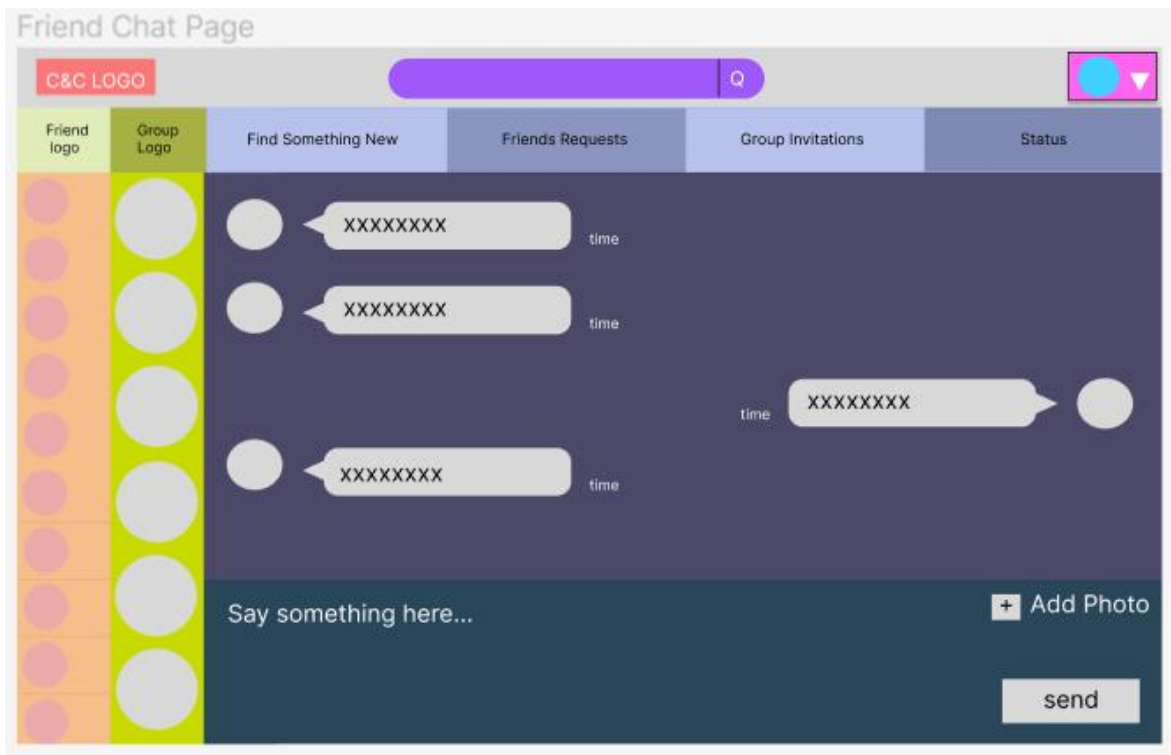 Friend Chat Page
C&C LOGO
Q
Friend
logo
Group
Logo
Find Something New
Friends Requests
Group Invitations
Status
XXXXXXXX
time
XXXXXXXX
time
time
XXXXXXXX
XXXXXXXX
time
Say something here...
+ Add Photo
send